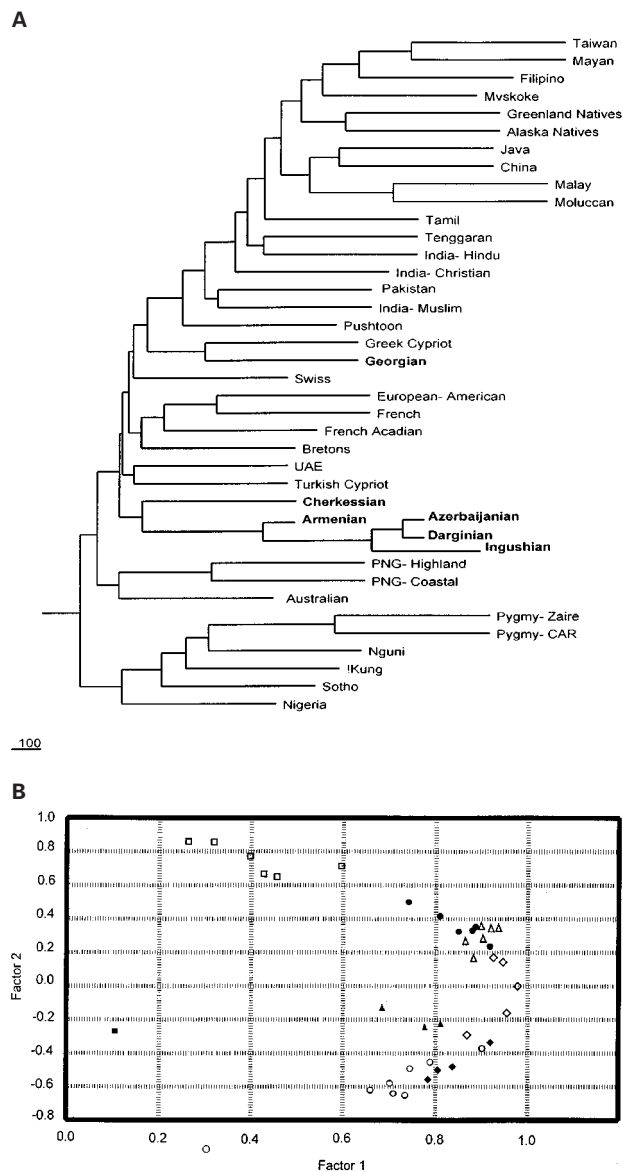 A
Taiwan
Mayan
Filipino
Mvskoke
Greenland Natives
Alaska Natives
Java
China
Malay
Moluccan
Tamil
Tenggaran
India- Hindu
India- Christian
Pakistan
India- Muslim
Pushtoon
Greek Cypriot
Georgian
Swiss
European- American
French
French Acadian
Bretons
UAE
Turkish Cypriot
Cherkessian
Armenian
Azerbaijanian
Darginian
Ingushian
PNG- Highland
PNG- Coastal
Australian
Pygmy- Zaire
Pygmy- CAR
Nguni
!Kung
Sotho
Nigeria
100
B
1.0
0.8
0.6
0.4
0.2
0.0
-0.2
-0.4
-0.6
-0.8
Factor 2
0.0 0.2 0.4 0.6 0.8 1.0
Factor 1